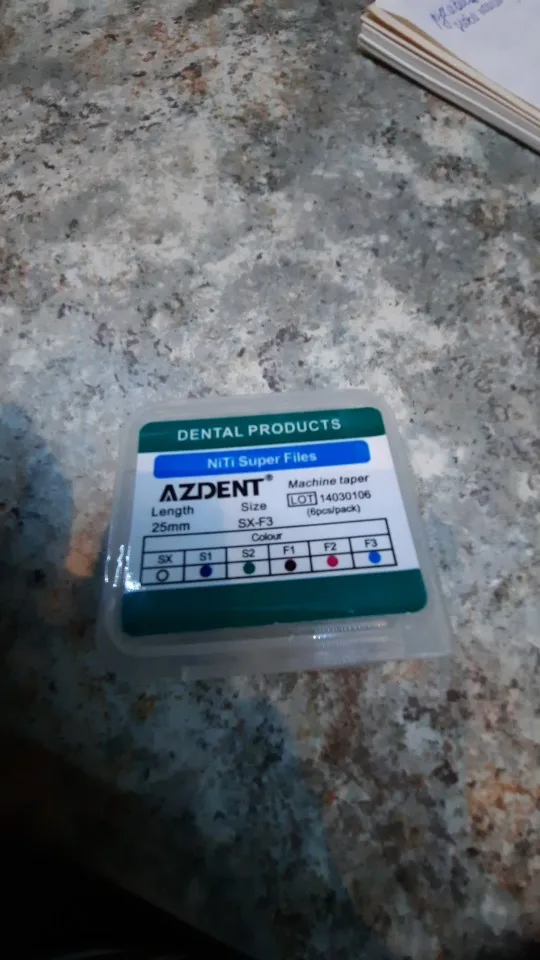 DENTAL PRODUCTS
NiTi Super Files
AZDENT® Machine taper
Length Size LOT 14030106
25mm SX-F3 (6pcs/pack)
Colour
SX S1 S2 F1 F2 F3